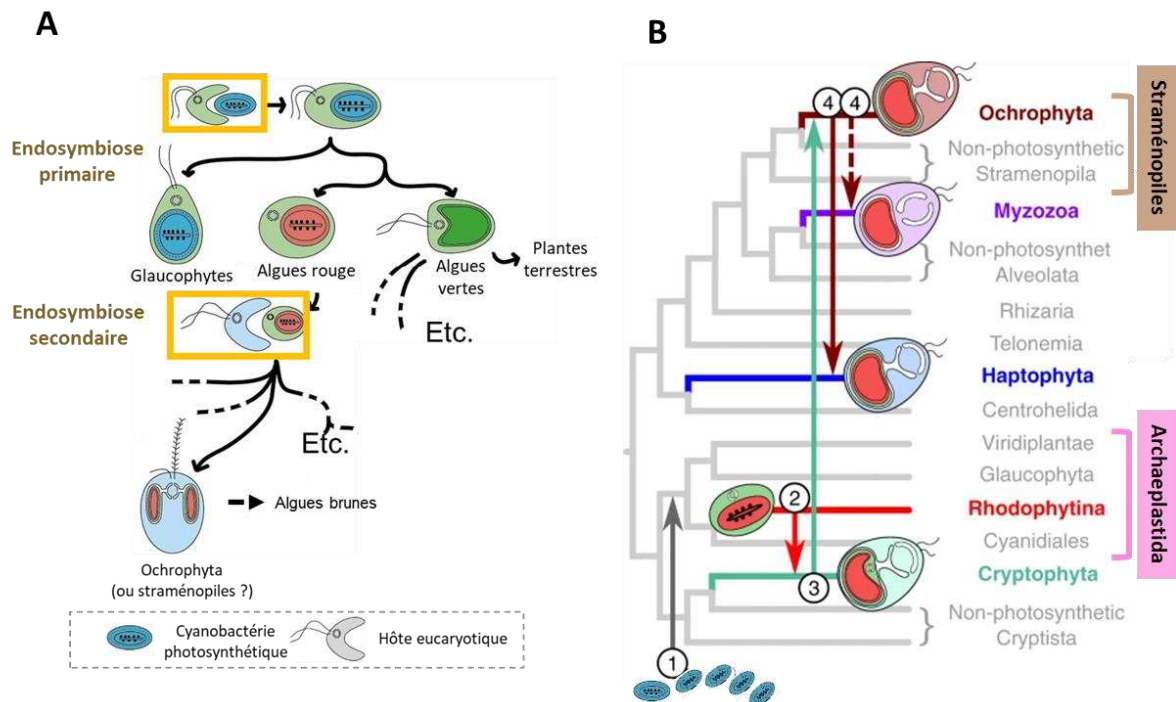 A
Endosymbiose
primaire
Glaucophytes
Algues rouge
Algues
vertes
Plantes
terrestres
Etc.
Endosymbiose
secondaire
Etc.
Algues brunes
Ochrophyta
(ou straménopiles ?)
Cyanobactérie
photosynthétique
Hôte eucaryotique
B
4
4
Ochrophyta
Non-photosynthetic
Stramenopila
Myzozoa
Non-photosynthet
Alveolata
Rhizaria
Telonemia
Haptophyta
Centrohelida
Viridiplantae
Glaucophyta
2
Rhodophytina
Cyanidiales
3
Cryptophyta
Non-photosynthetic
Cryptista
1
Straménopiles
Archaeplastida